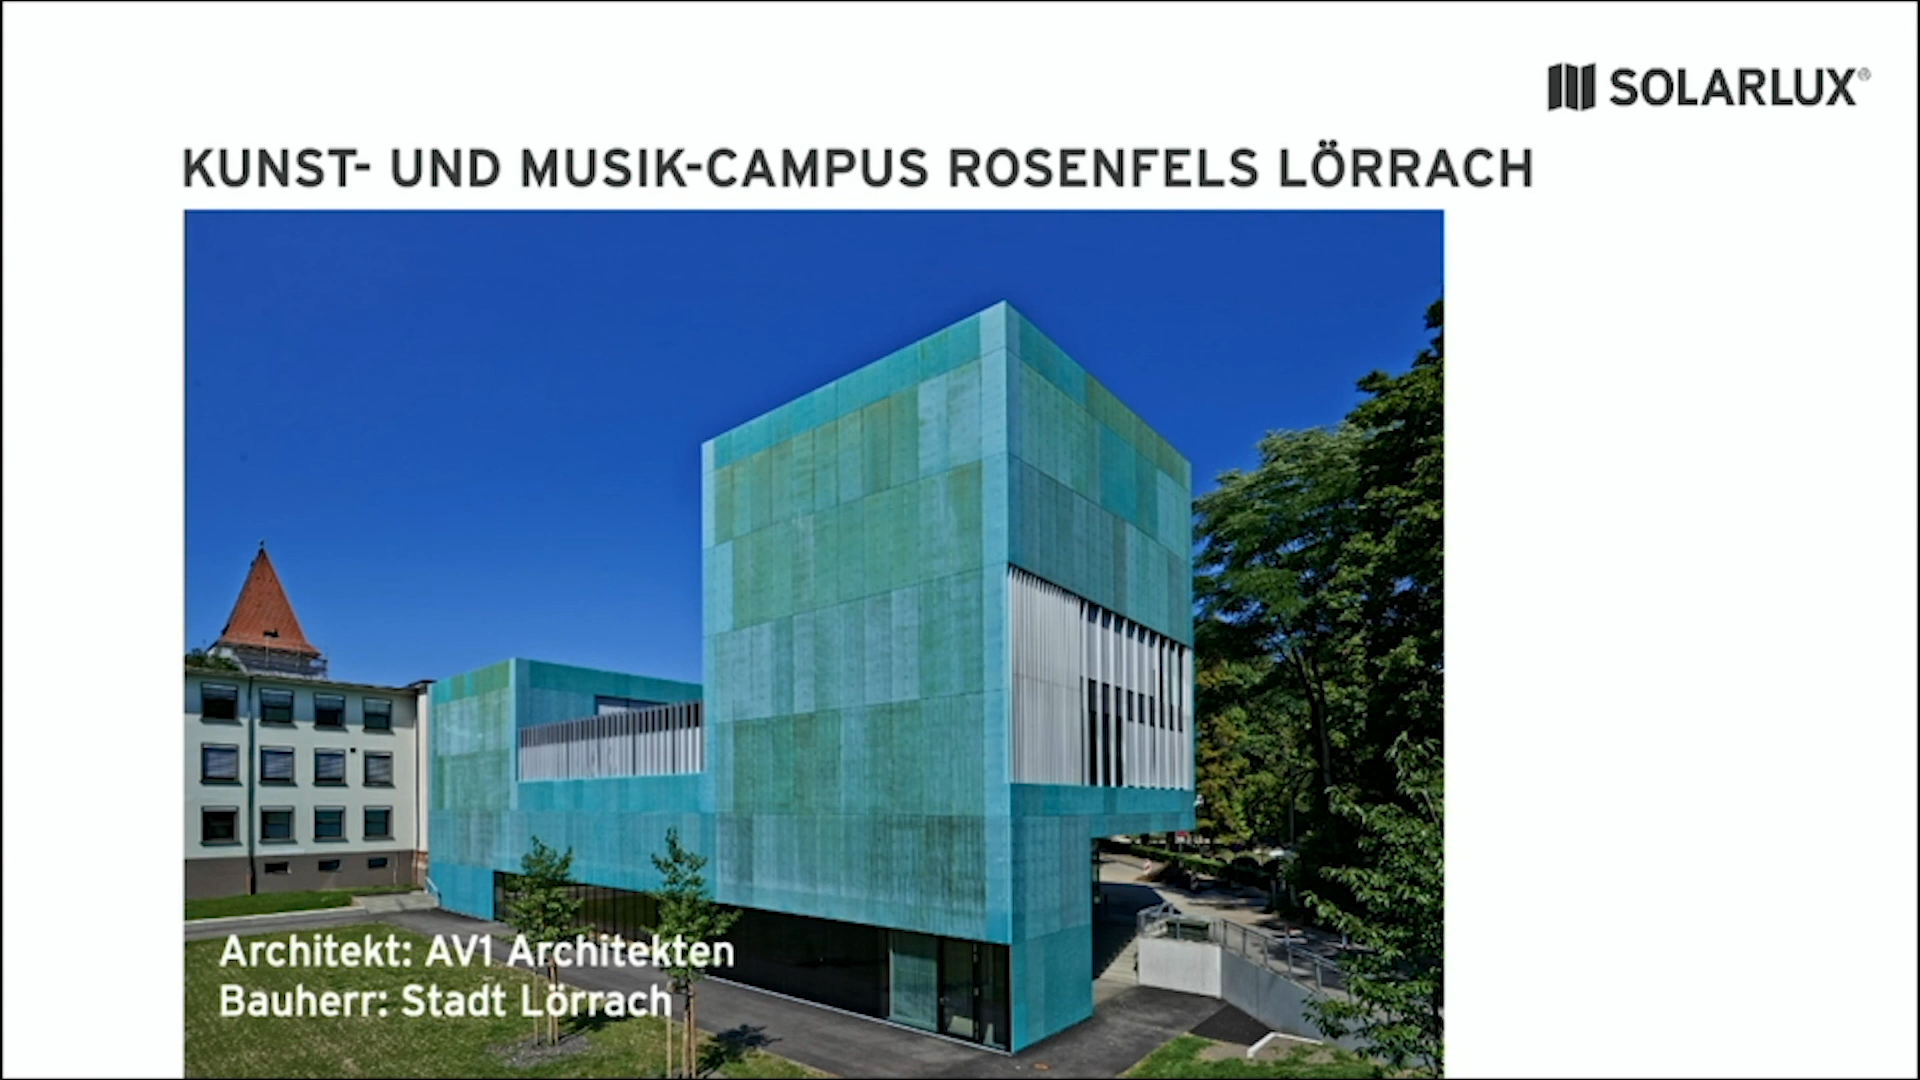 SOLARLUX®
KUNST- UND MUSIK-CAMPUS ROSENFELS LÖRRACH
Architekt: AV1 Architekten
Bauherr: Stadt Lörrach